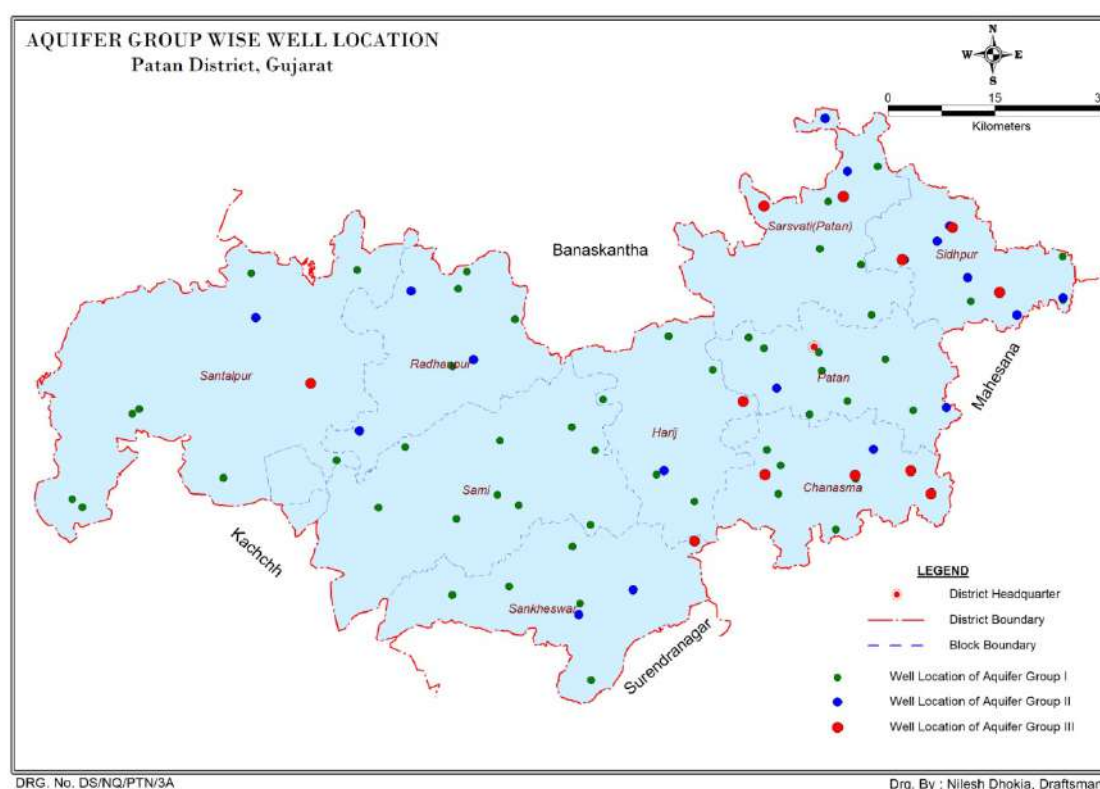 AQUIFER GROUP WISE WELL LOCATION
Patan District, Gujarat
N
W E
S
0 15 3
Kilometers
Banaskantha
Sarsvati(Patan)
Sidhpur
Santalpur
Radhanpur
Patan
Mahesana
Harij
Sami
Chanasma
Kachchh
Sankheswar
Surendranagar
LEGEND
District Headquarter
District Boundary
Block Boundary
Well Location of Aquifer Group I
Well Location of Aquifer Group II
Well Location of Aquifer Group III
DRG. No. DS/NQ/PTN/3A
Drg. By : Nilesh Dhokia, Draftsman